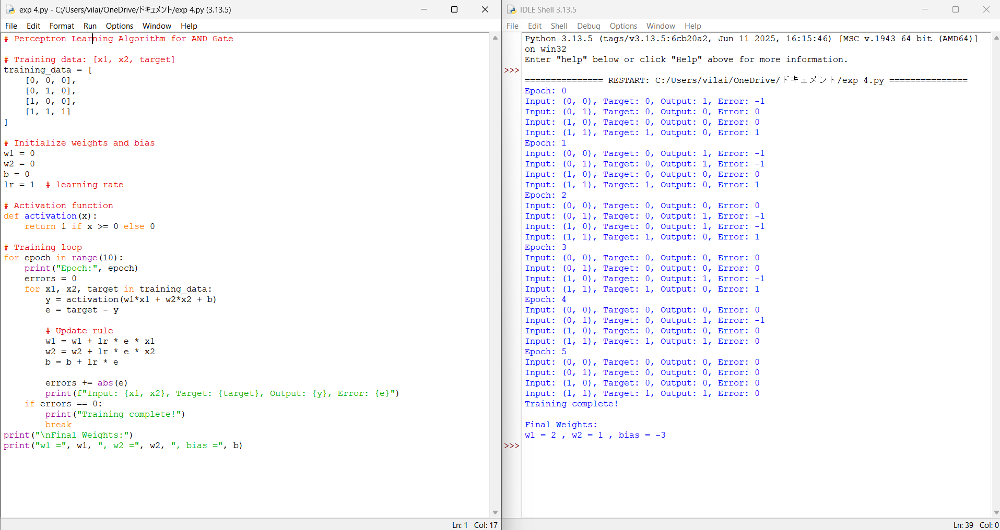 exp 4.py - C:/Users/vilai/OneDrive/ドキュメント/exp 4.py (3.13.5)
File Edit Format Run Options Window Help
# Perceptron Learning Algorithm for AND Gate

# Training data: [x1, x2, target]
training_data = [
    [0, 0, 0],
    [0, 1, 0],
    [1, 0, 0],
    [1, 1, 1]
]

# Initialize weights and bias
w1 = 0
w2 = 0
b = 0
lr = 1  # learning rate

# Activation function
def activation(x):
    return 1 if x >= 0 else 0

# Training loop
for epoch in range(10):
    print("Epoch:", epoch)
    errors = 0
    for x1, x2, target in training_data:
        y = activation(w1*x1 + w2*x2 + b)
        e = target - y

        # Update rule
        w1 = w1 + lr * e * x1
        w2 = w2 + lr * e * x2
        b = b + lr * e

        errors += abs(e)
        print(f"Input: {x1, x2}, Target: {target}, Output: {y}, Error: {e}")
    if errors == 0:
        print("Training complete!")
        break
print("\nFinal Weights:")
print("w1 =", w1, ", w2 =", w2, ", bias =", b)
Ln: 1 Col: 17
IDLE Shell 3.13.5
File Edit Shell Debug Options Window Help
Python 3.13.5 (tags/v3.13.5:6cb20a2, Jun 11 2025, 16:15:46) [MSC v.1943 64 bit (AMD64)]
on win32
Enter "help" below or click "Help" above for more information.
>>>
=============== RESTART: C:/Users/vilai/OneDrive/ドキュメント/exp 4.py ===============
Epoch: 0
Input: (0, 0), Target: 0, Output: 1, Error: -1
Input: (0, 1), Target: 0, Output: 0, Error: 0
Input: (1, 0), Target: 0, Output: 0, Error: 0
Input: (1, 1), Target: 1, Output: 0, Error: 1
Epoch: 1
Input: (0, 0), Target: 0, Output: 1, Error: -1
Input: (0, 1), Target: 0, Output: 1, Error: -1
Input: (1, 0), Target: 0, Output: 0, Error: 0
Input: (1, 1), Target: 1, Output: 0, Error: 1
Epoch: 2
Input: (0, 0), Target: 0, Output: 0, Error: 0
Input: (0, 1), Target: 0, Output: 1, Error: -1
Input: (1, 0), Target: 0, Output: 1, Error: -1
Input: (1, 1), Target: 1, Output: 0, Error: 1
Epoch: 3
Input: (0, 0), Target: 0, Output: 0, Error: 0
Input: (0, 1), Target: 0, Output: 0, Error: 0
Input: (1, 0), Target: 0, Output: 1, Error: -1
Input: (1, 1), Target: 1, Output: 0, Error: 1
Epoch: 4
Input: (0, 0), Target: 0, Output: 0, Error: 0
Input: (0, 1), Target: 0, Output: 1, Error: -1
Input: (1, 0), Target: 0, Output: 0, Error: 0
Input: (1, 1), Target: 1, Output: 1, Error: 0
Epoch: 5
Input: (0, 0), Target: 0, Output: 0, Error: 0
Input: (0, 1), Target: 0, Output: 0, Error: 0
Input: (1, 0), Target: 0, Output: 0, Error: 0
Input: (1, 1), Target: 1, Output: 1, Error: 0
Training complete!

Final Weights:
w1 = 2 , w2 = 1 , bias = -3
>>>
Ln: 39 Col: 0